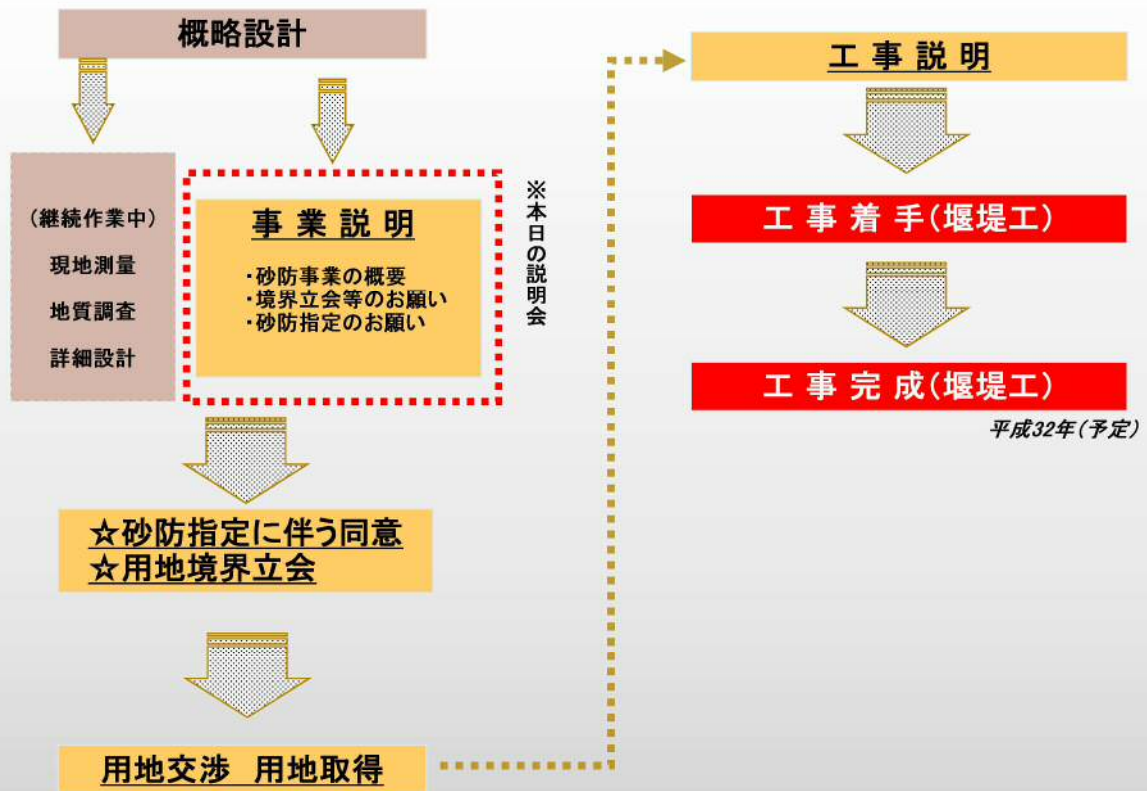 概略設計
(継続作業中)
現地測量
地質調査
詳細設計
事業説明
・砂防事業の概要
・境界立会等のお願い
・砂防指定のお願い
※本日の説明会
☆砂防指定に伴う同意
☆用地境界立会
用地交渉 用地取得
工事説明
工事着手(堰堤工)
工事完成(堰堤工)
平成32年(予定)